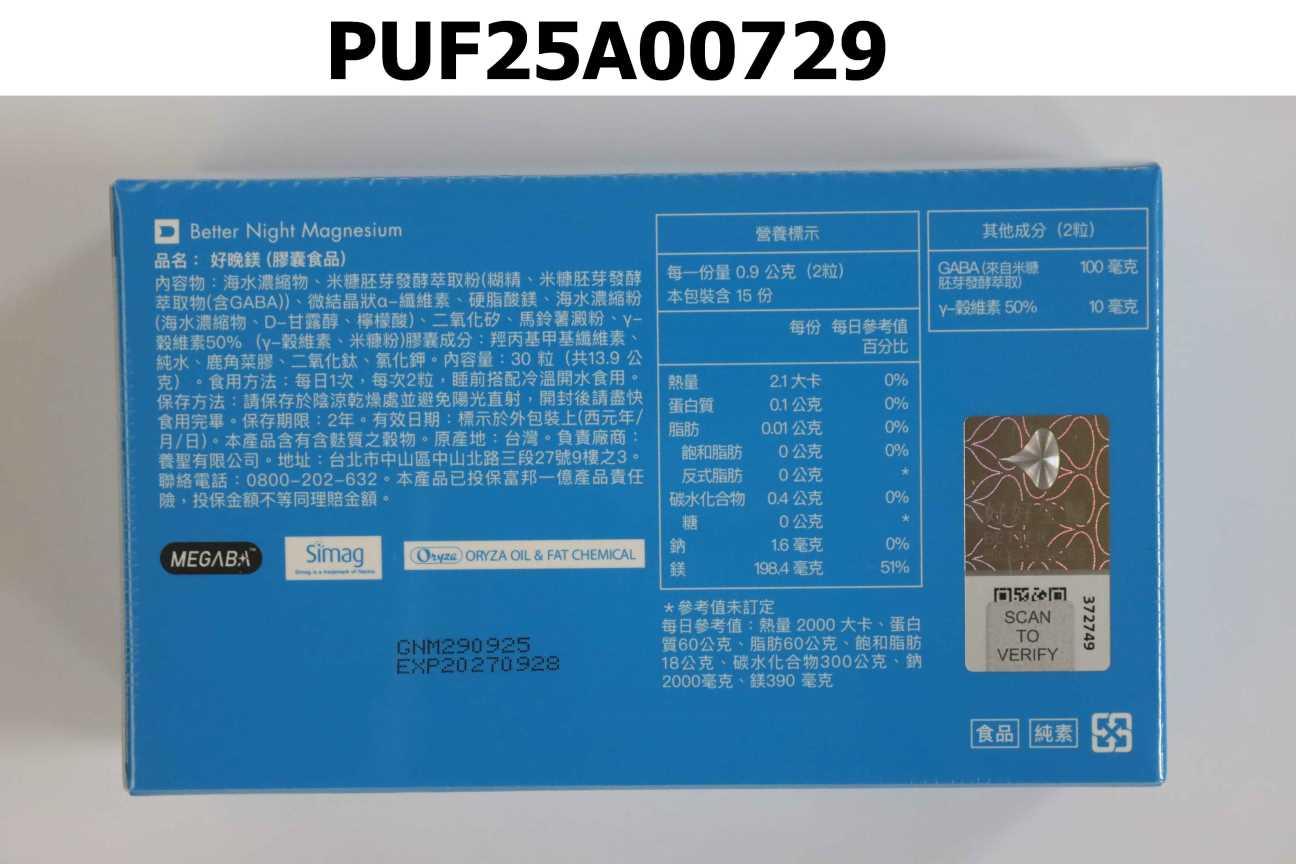 PUF25A00729
Better Night Magnesium
品名：好晚鎂 (膠囊食品)
內容物：海水濃縮物、米糠胚芽發酵萃取粉(糊精、米糠胚芽發酵
萃取物(含GABA))、微結晶狀α-纖維素、硬脂酸鎂、海水濃縮粉
(海水濃縮物、D-甘露醇、檸檬酸)、二氧化矽、馬鈴薯澱粉、γ-
穀維素50% (γ-穀維素、米糠粉)膠囊成分：羥丙基甲基纖維素、
純水、鹿角菜膠、二氧化鈦、氯化鉀。內容量：30 粒 (共13.9 公
克) 。食用方法：每日1次，每次2粒，睡前搭配冷溫開水食用。
保存方法：請保存於陰涼乾燥處並避免陽光直射，開封後請盡快
食用完畢。保存期限：2年。有效日期：標示於外包裝上(西元年/
月/日)。本產品含有含麩質之穀物。原產地：台灣。負責廠商：
養聖有限公司。地址：台北市中山區中山北路三段27號9樓之3。
聯絡電話：0800-202-632。本產品已投保富邦一億產品責任
險，投保金額不等同理賠金額。
MEGABA™
Simag
Simag is a trademark of Nanna
Oryza ORYZA OIL & FAT CHEMICAL
GNM290925
EXP20270928
營養標示
每一份量 0.9 公克 (2粒)
本包裝含 15 份
每份 每日參考值
百分比
熱量 2.1 大卡 0%
蛋白質 0.1 公克 0%
脂肪 0.01 公克 0%
飽和脂肪 0 公克 0%
反式脂肪 0 公克 *
碳水化合物 0.4 公克 0%
糖 0 公克 *
鈉 1.6 毫克 0%
鎂 198.4 毫克 51%
＊參考值未訂定
每日參考值：熱量 2000 大卡、蛋白
質60公克、脂肪60公克、飽和脂肪
18公克、碳水化合物300公克、鈉
2000毫克、鎂390 毫克
其他成分 (2粒)
GABA (來自米糠 100 毫克
胚芽發酵萃取)
γ-穀維素 50% 10 毫克
SCAN
TO
VERIFY
372749
食品 純素